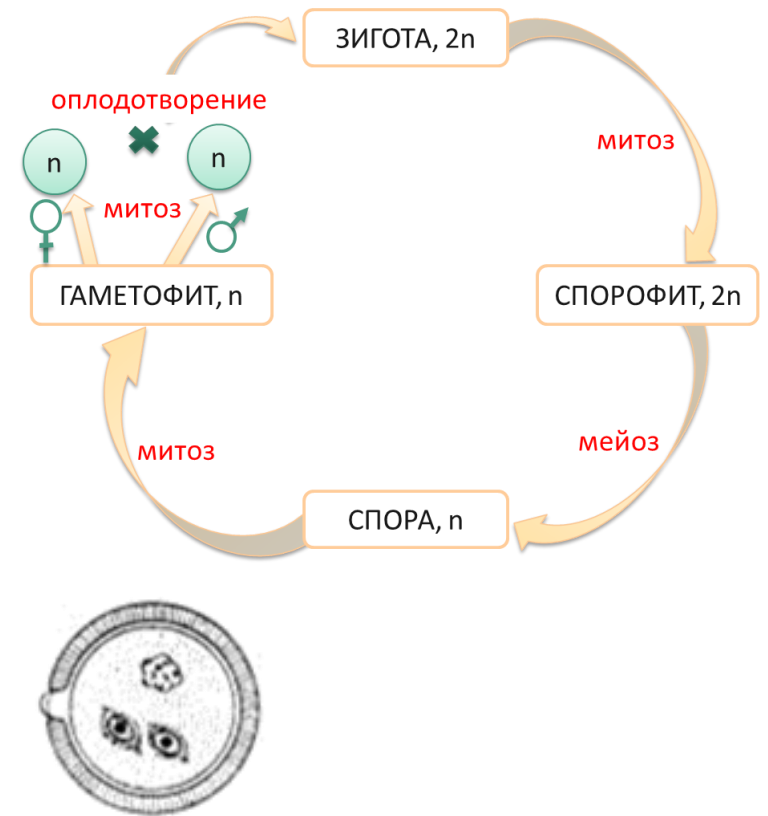 ЗИГОТА, 2n
оплодотворение
митоз
n
n
митоз
ГАМЕТОФИТ, n
СПОРОФИТ, 2n
митоз
мейоз
СПОРА, n